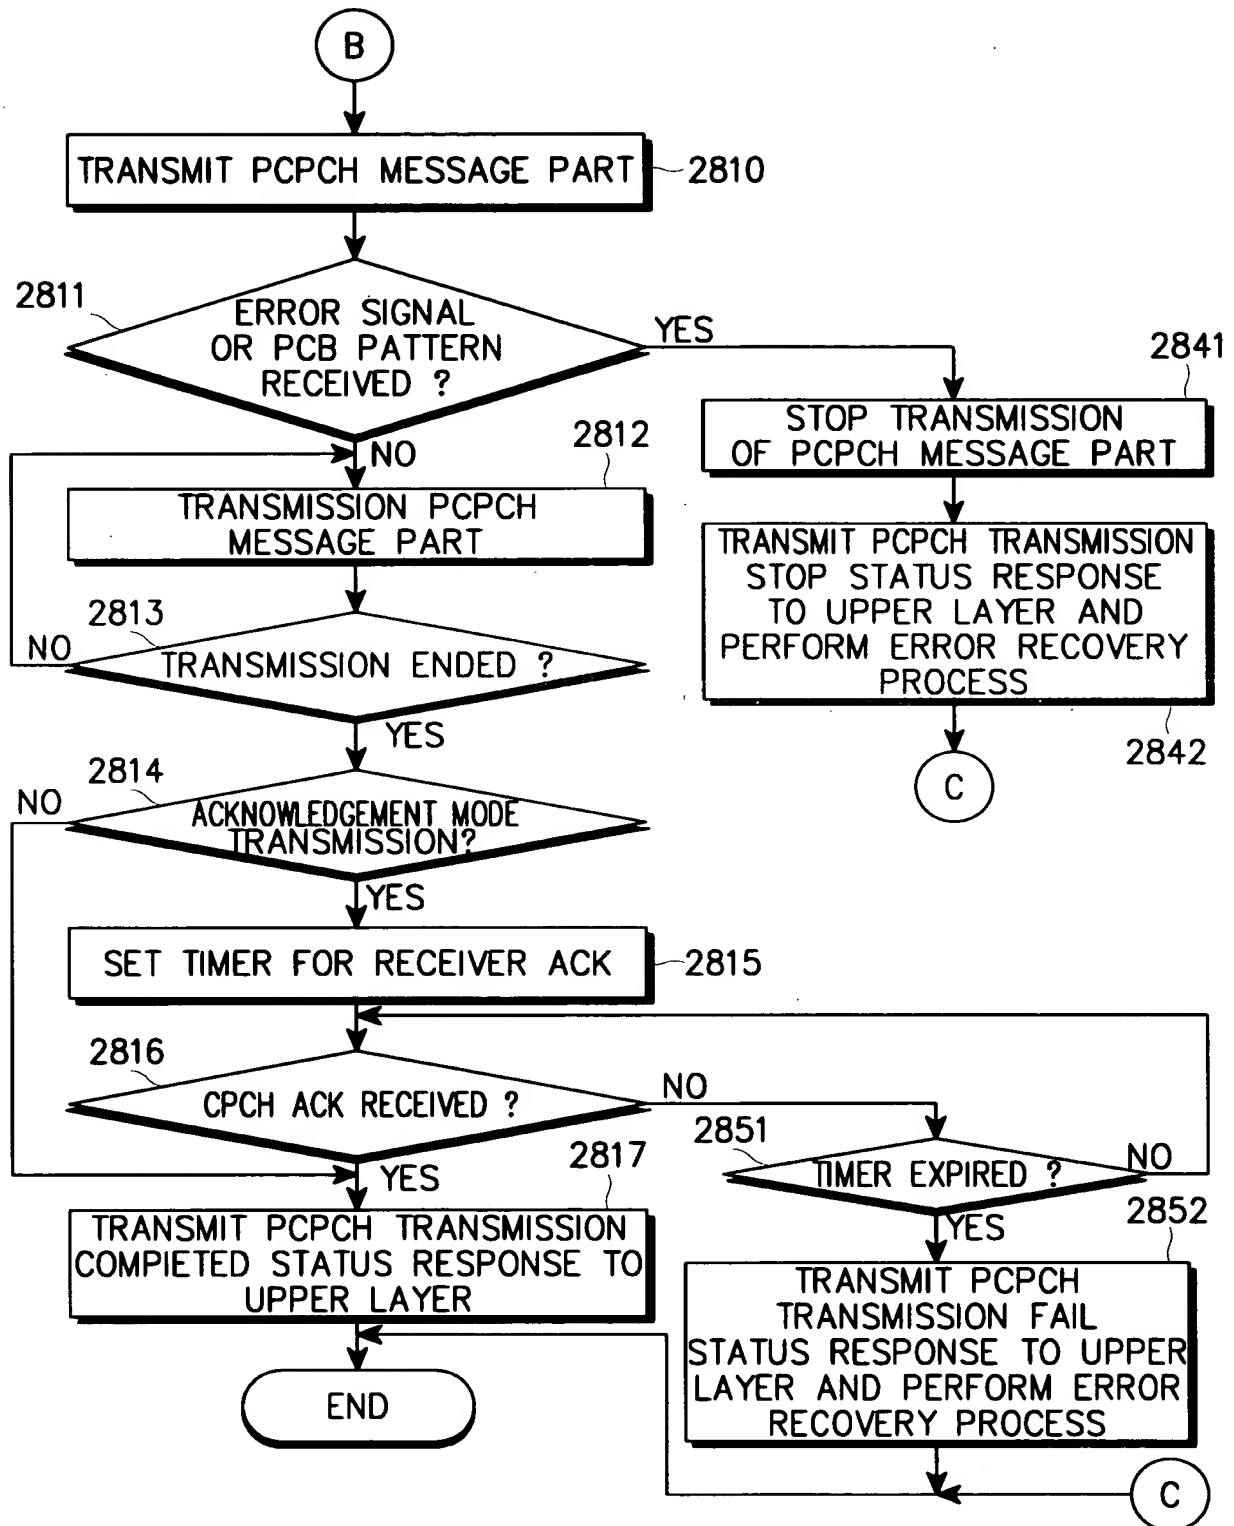 B
TRANSMIT PCPCH MESSAGE PART
2810
2811
ERROR SIGNAL
OR PCB PATTERN
RECEIVED ?
YES
2841
STOP TRANSMISSION
OF PCPCH MESSAGE PART
NO
2812
TRANSMISSION PCPCH
MESSAGE PART
TRANSMIT PCPCH TRANSMISSION
STOP STATUS RESPONSE
TO UPPER LAYER AND
PERFORM ERROR RECOVERY
PROCESS
2842
C
2813
NO
TRANSMISSION ENDED ?
YES
2814
NO
ACKNOWLEDGEMENT MODE
TRANSMISSION?
YES
SET TIMER FOR RECEIVER ACK
2815
2816
CPCH ACK RECEIVED ?
NO
2851
TIMER EXPIRED ?
NO
YES
2817
YES
2852
TRANSMIT PCPCH TRANSMISSION
COMPIETED STATUS RESPONSE TO
UPPER LAYER
TRANSMIT PCPCH
TRANSMISSION FAIL
STATUS RESPONSE TO UPPER
LAYER AND PERFORM ERROR
RECOVERY PROCESS
END
C